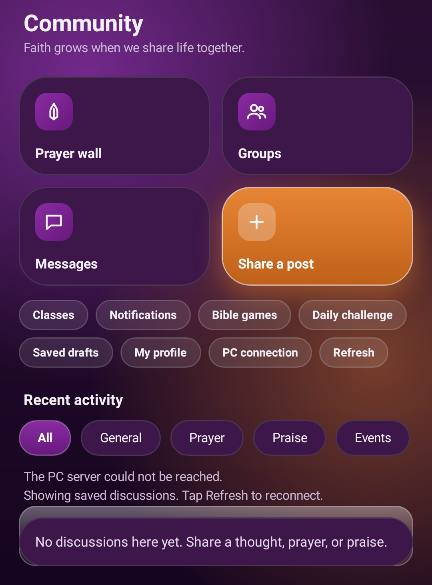 Community
Faith grows when we share life together.
Prayer wall
Groups
Messages
Share a post
Classes
Notifications
Bible games
Daily challenge
Saved drafts
My profile
PC connection
Refresh
Recent activity
All
General
Prayer
Praise
Events
The PC server could not be reached.
Showing saved discussions. Tap Refresh to reconnect.
No discussions here yet. Share a thought, prayer, or praise.